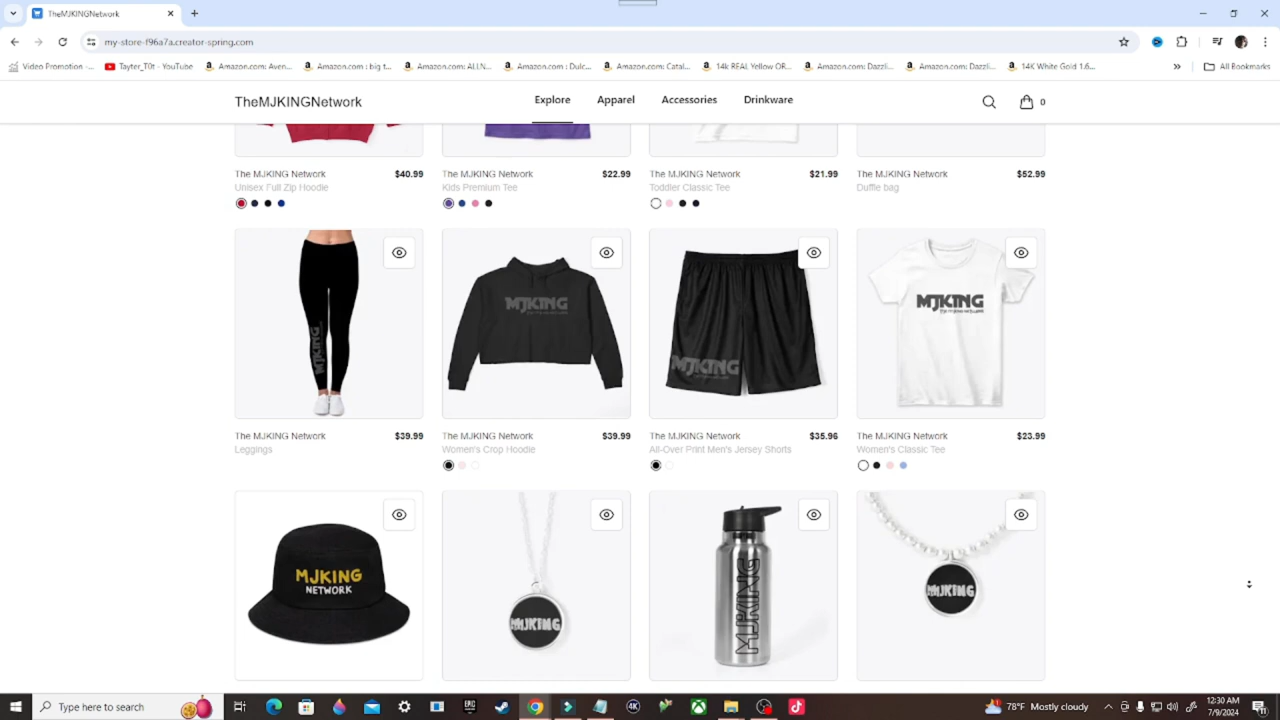 TheMJKINGNetwork
my-store-f96a7a.creator-spring.com
Video Promotion -... Tayter_T0t - YouTube Amazon.com: Aven... Amazon.com : big t... Amazon.com: ALLN... Amazon.com : Dulc... Amazon.com: Catal... 14k REAL Yellow OR... Amazon.com: Dazzli... Amazon.com: Dazzli... 14K White Gold 1.6... » All Bookmarks
TheMJKINGNetwork Explore Apparel Accessories Drinkware 0
The MJKING Network $40.99 The MJKING Network $22.99 The MJKING Network $21.99 The MJKING Network $52.99
Unisex Full Zip Hoodie Kids Premium Tee Toddler Classic Tee Duffle bag
MJKING
MJKING
MJKING
MJKING
The MJKING Network $39.99 The MJKING Network $39.99 The MJKING Network $35.96 The MJKING Network $23.99
Leggings Women's Crop Hoodie All-Over Print Men's Jersey Shorts Women's Classic Tee
MJKING
NETWORK
MJKING
MJKING
MJKING
Type here to search
EPIC
4K
78°F Mostly cloudy
12:30 AM
7/9/2024